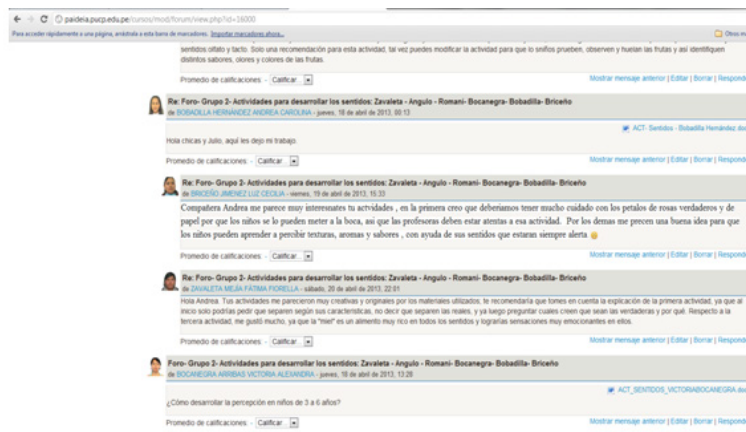 paideia.pucp.edu.pe/cursos/mod/forum/view.php?id=16000
Para acceder rápidamente a una página, arrástrela a esta barra de marcadores. Importar marcadores ahora...
Otros m
sentidos olfato y tacto. Solo una recomendación para esta actividad, tal vez puedes modificar la actividad para que lo sniños prueben, observen y huelan las frutas y asi identifiquen
distintos sabores, olores y colores de las frutas.
Promedio de calificaciones: - Calificar...
Mostrar mensaje anterior | Editar | Borrar | Respond
Re: Foro- Grupo 2- Actividades para desarrollar los sentidos: Zavaleta - Angulo - Romani- Bocanegra- Bobadilla- Briceño
de BOBADILLA HERNÁNDEZ ANDREA CAROLINA - jueves, 18 de abril de 2013, 00:13
ACT- Sentidos - Bobadilla Hernández.do
Hola chicas y Julio, aquí les dejo mi trabajo.
Promedio de calificaciones: - Calificar...
Mostrar mensaje anterior | Editar | Borrar | Respond
Re: Foro- Grupo 2- Actividades para desarrollar los sentidos: Zavaleta - Angulo - Romani- Bocanegra- Bobadilla- Briceño
de BRICEÑO JIMENEZ LUZ CECILIA - viernes, 19 de abril de 2013, 15:33
Compañera Andrea me parece muy interesnates tu actvidades , en la primera creo que deberiamos tener mucho cuidado con los petalos de rosas verdaderos y de
papel por que los niños se lo pueden meter a la boca, asi que las profesoras deben estar atentas a esa actividad. Por los demas me precen una buena idea para que
los niños pueden aprender a percibir texturas, aromas y sabores , con ayuda de sus sentidos que estaran siempre alerta.
Promedio de calificaciones: - Calificar...
Mostrar mensaje anterior | Editar | Borrar | Respond
Re: Foro- Grupo 2- Actividades para desarrollar los sentidos: Zavaleta - Angulo - Romani- Bocanegra- Bobadilla- Briceño
de ZAVALETA MEJÍA FÁTIMA FIORELLA - sábado, 20 de abril de 2013, 22:01
Hola Andrea. Tus actividades me parecieron muy creativas y originales por los materiales utilizados, te recomendaría que tomes en cuenta la explicación de la primera actividad, ya que al
inicio solo podrías pedir que separen según sus características, no decir que separen las reales, y ya luego preguntar cuales creen que sean las verdaderas y por qué. Respecto a la
tercera actividad, me gustó mucho, ya que la "miel" es un alimento muy rico en todos los sentidos y lograrías sensaciones muy emocionantes en ellos.
Promedio de calificaciones: - Calificar...
Mostrar mensaje anterior | Editar | Borrar | Respond
Foro- Grupo 2- Actividades para desarrollar los sentidos: Zavaleta - Angulo - Romani- Bocanegra- Bobadilla- Briceño
de BOCANEGRA ARRIBAS VICTORIA ALEJANDRA - jueves, 18 de abril de 2013, 13:28
ACT_SENTIDOS_VICTORIABOCANEGRA.do
¿Cómo desarrollar la percepción en niños de 3 a 6 años?
Promedio de calificaciones: - Calificar...
Mostrar mensaje anterior | Editar | Borrar | Respond